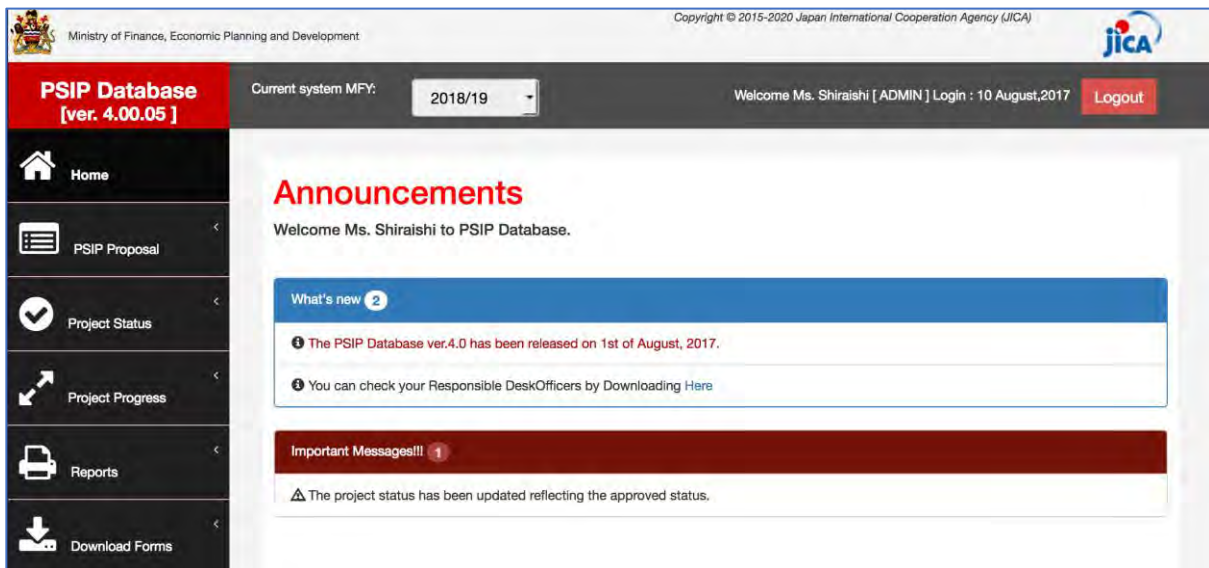 Ministry of Finance, Economic Planning and Development
Copyright © 2015-2020 Japan International Cooperation Agency (JICA)
jICA
PSIP Database
[ver. 4.00.05 ]
Current system MFY:
2018/19
Welcome Ms. Shiraishi [ ADMIN ] Login : 10 August,2017
Logout
Home
PSIP Proposal
Project Status
Project Progress
Reports
Download Forms
Announcements
Welcome Ms. Shiraishi to PSIP Database.
What's new 2
The PSIP Database ver.4.0 has been released on 1st of August, 2017.
You can check your Responsible DeskOfficers by Downloading Here
Important Messages!!! 1
The project status has been updated reflecting the approved status.